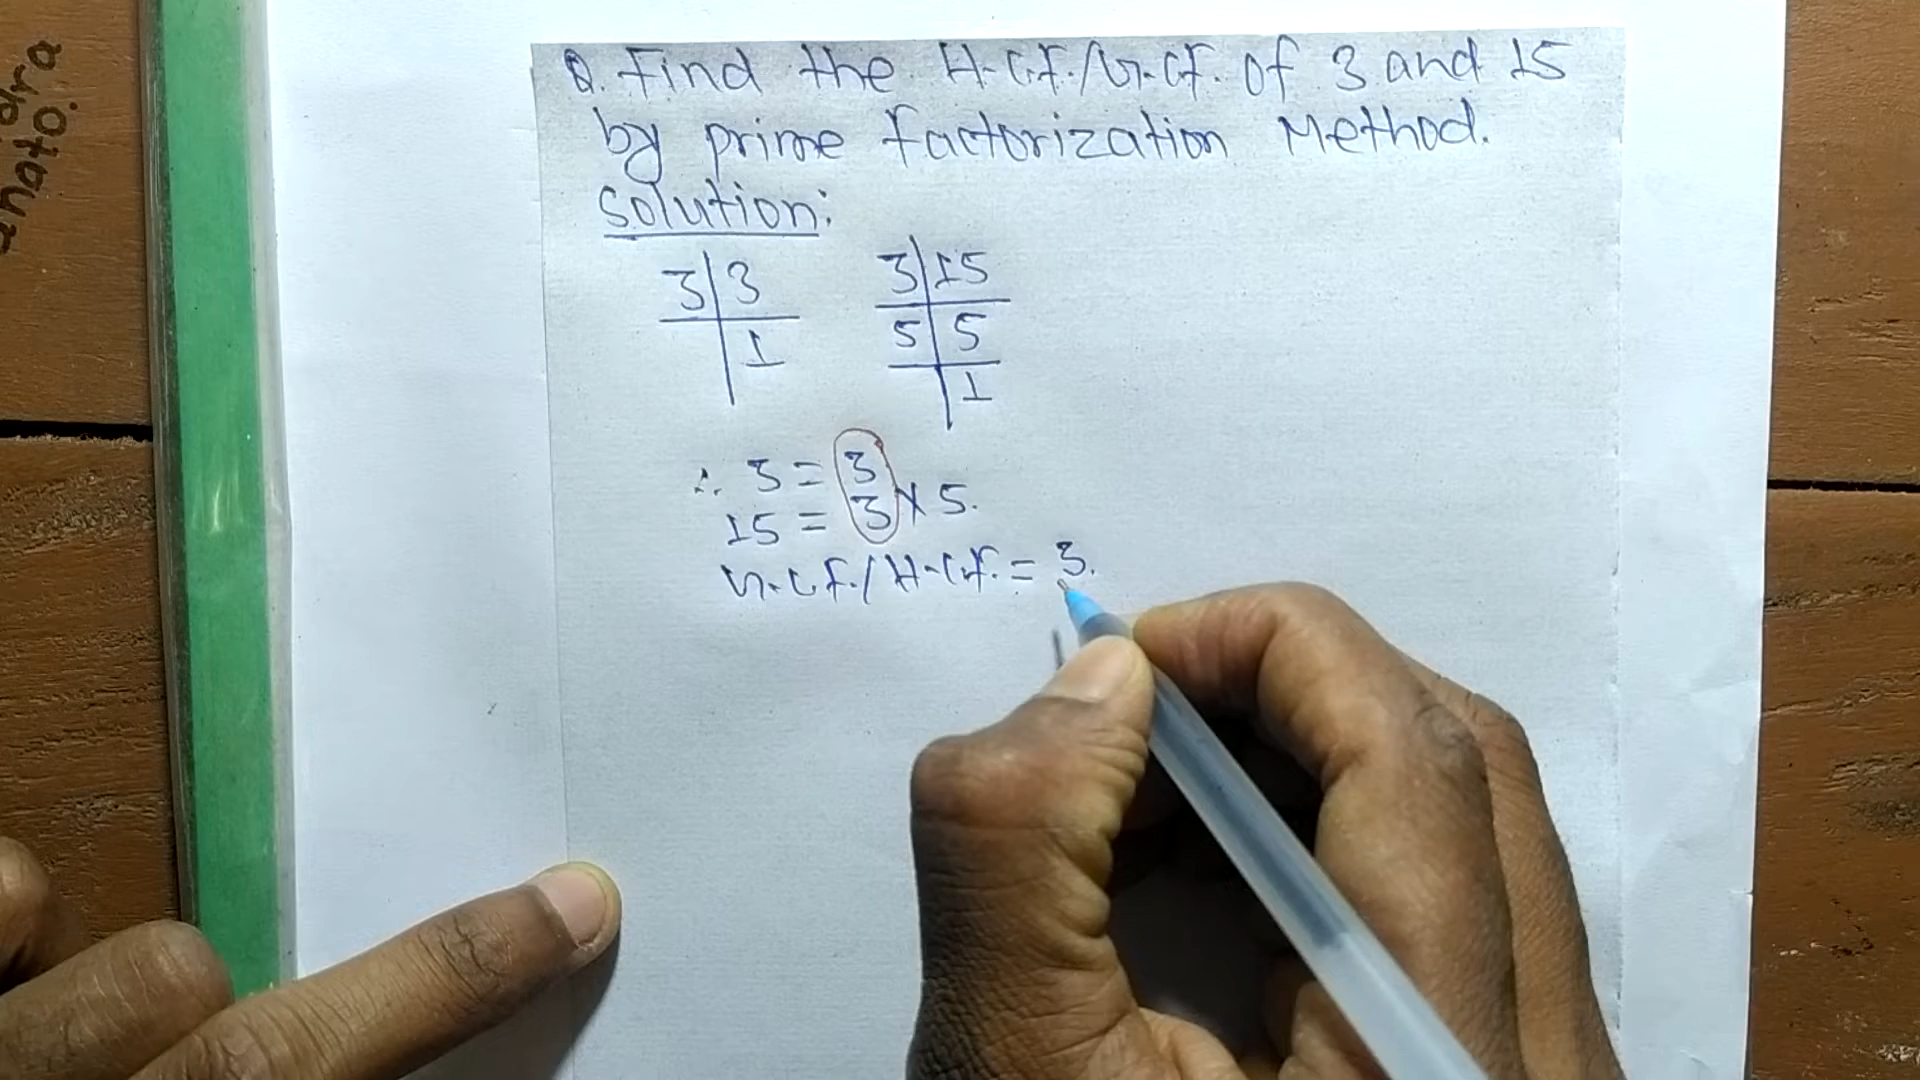 Q. Find the H.C.F./G.C.F. of 3 and 15
by prime factorization Method.
Solution:
3 | 3
1
3 | 15
5 | 5
1
∴ 3 = 3
15 = 3 × 5.
G.C.F./H.C.F. = 3.